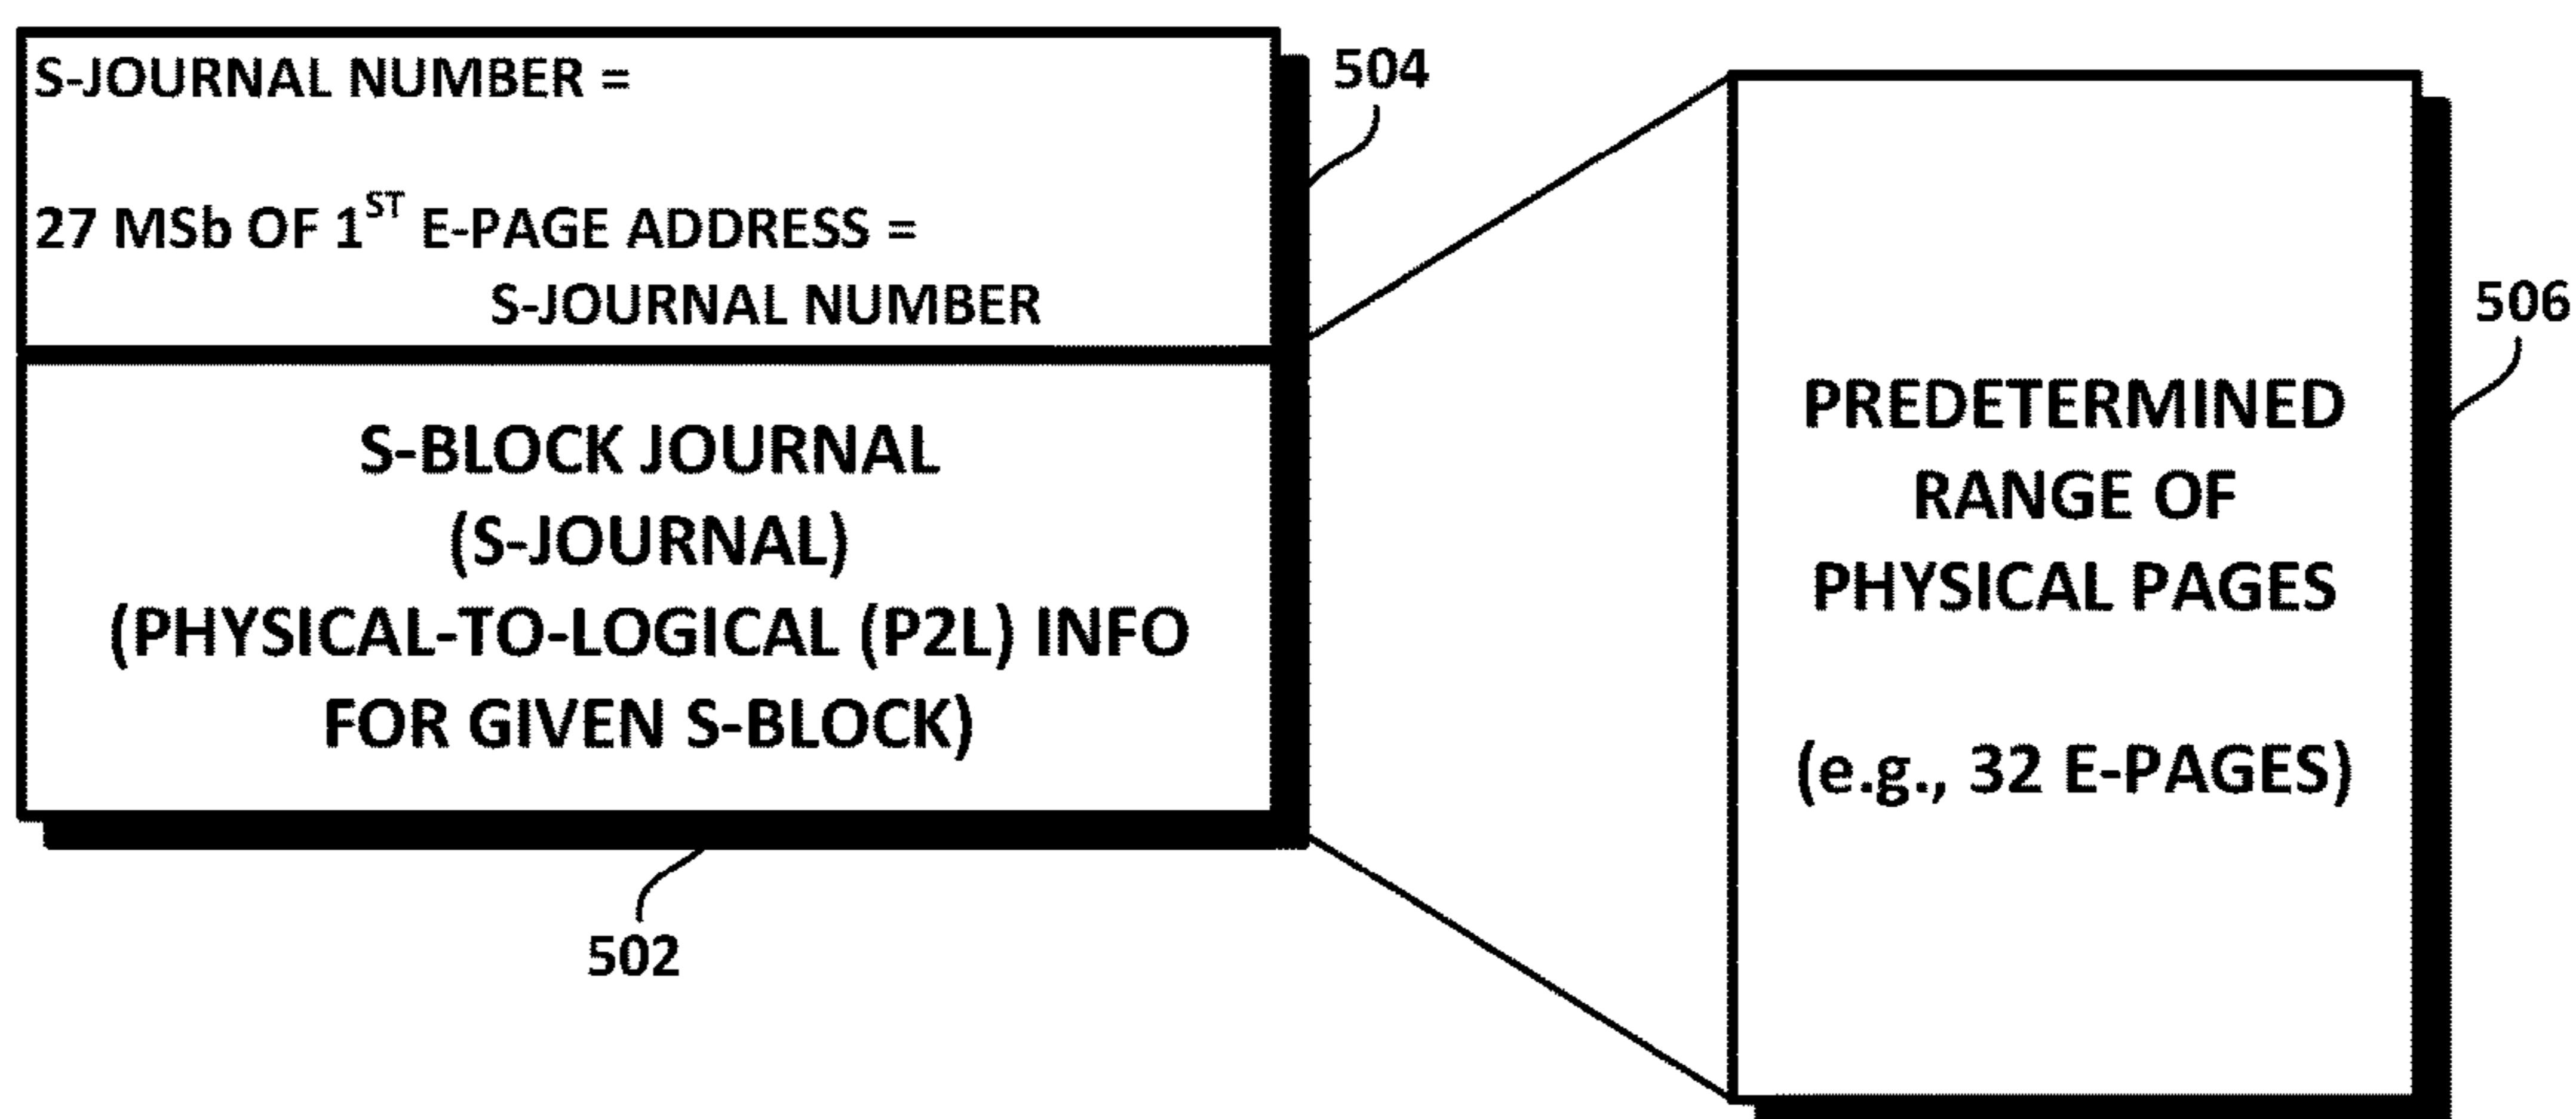 S-JOURNAL NUMBER =
27 MSb OF 1ST E-PAGE ADDRESS =
S-JOURNAL NUMBER
504
S-BLOCK JOURNAL
(S-JOURNAL)
(PHYSICAL-TO-LOGICAL (P2L) INFO
FOR GIVEN S-BLOCK)
502
PREDETERMINED
RANGE OF
PHYSICAL PAGES
(e.g., 32 E-PAGES)
506